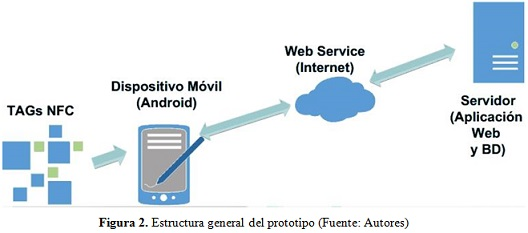 TAGs NFC
Dispositivo Móvil
(Android)
Web Service
(Internet)
Servidor
(Aplicación
Web
y BD)
Figura 2. Estructura general del prototipo (Fuente: Autores)